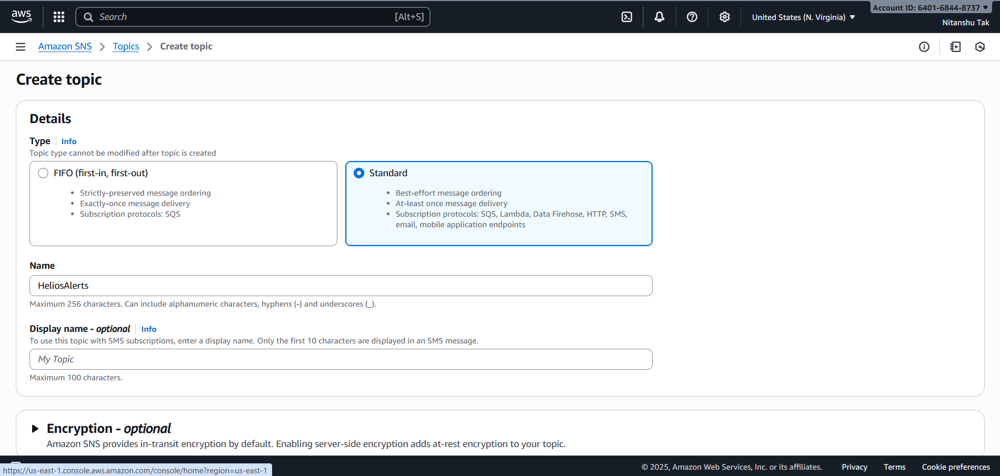 aws
Search
[Alt+S]
United States (N. Virginia) ▼
Account ID: 6401-6844-8737 ▼
Nitanshu Tak
Amazon SNS > Topics > Create topic
Create topic
Details
Type
Info
Topic type cannot be modified after topic is created
FIFO (first-in, first-out)
• Strictly-preserved message ordering
• Exactly-once message delivery
• Subscription protocols: SQS
Standard
• Best-effort message ordering
• At-least once message delivery
• Subscription protocols: SQS, Lambda, Data Firehose, HTTP, SMS,
email, mobile application endpoints
Name
HeliosAlerts
Maximum 256 characters. Can include alphanumeric characters, hyphens (-) and underscores (_).
Display name - optional
Info
To use this topic with SMS subscriptions, enter a display name. Only the first 10 characters are displayed in an SMS message.
My Topic
Maximum 100 characters.
Encryption - optional
Amazon SNS provides in-transit encryption by default. Enabling server-side encryption adds at-rest encryption to your topic.
https://us-east-1.console.aws.amazon.com/console/home?region=us-east-1
© 2025, Amazon Web Services, Inc. or its affiliates.
Privacy
Terms
Cookie preferences